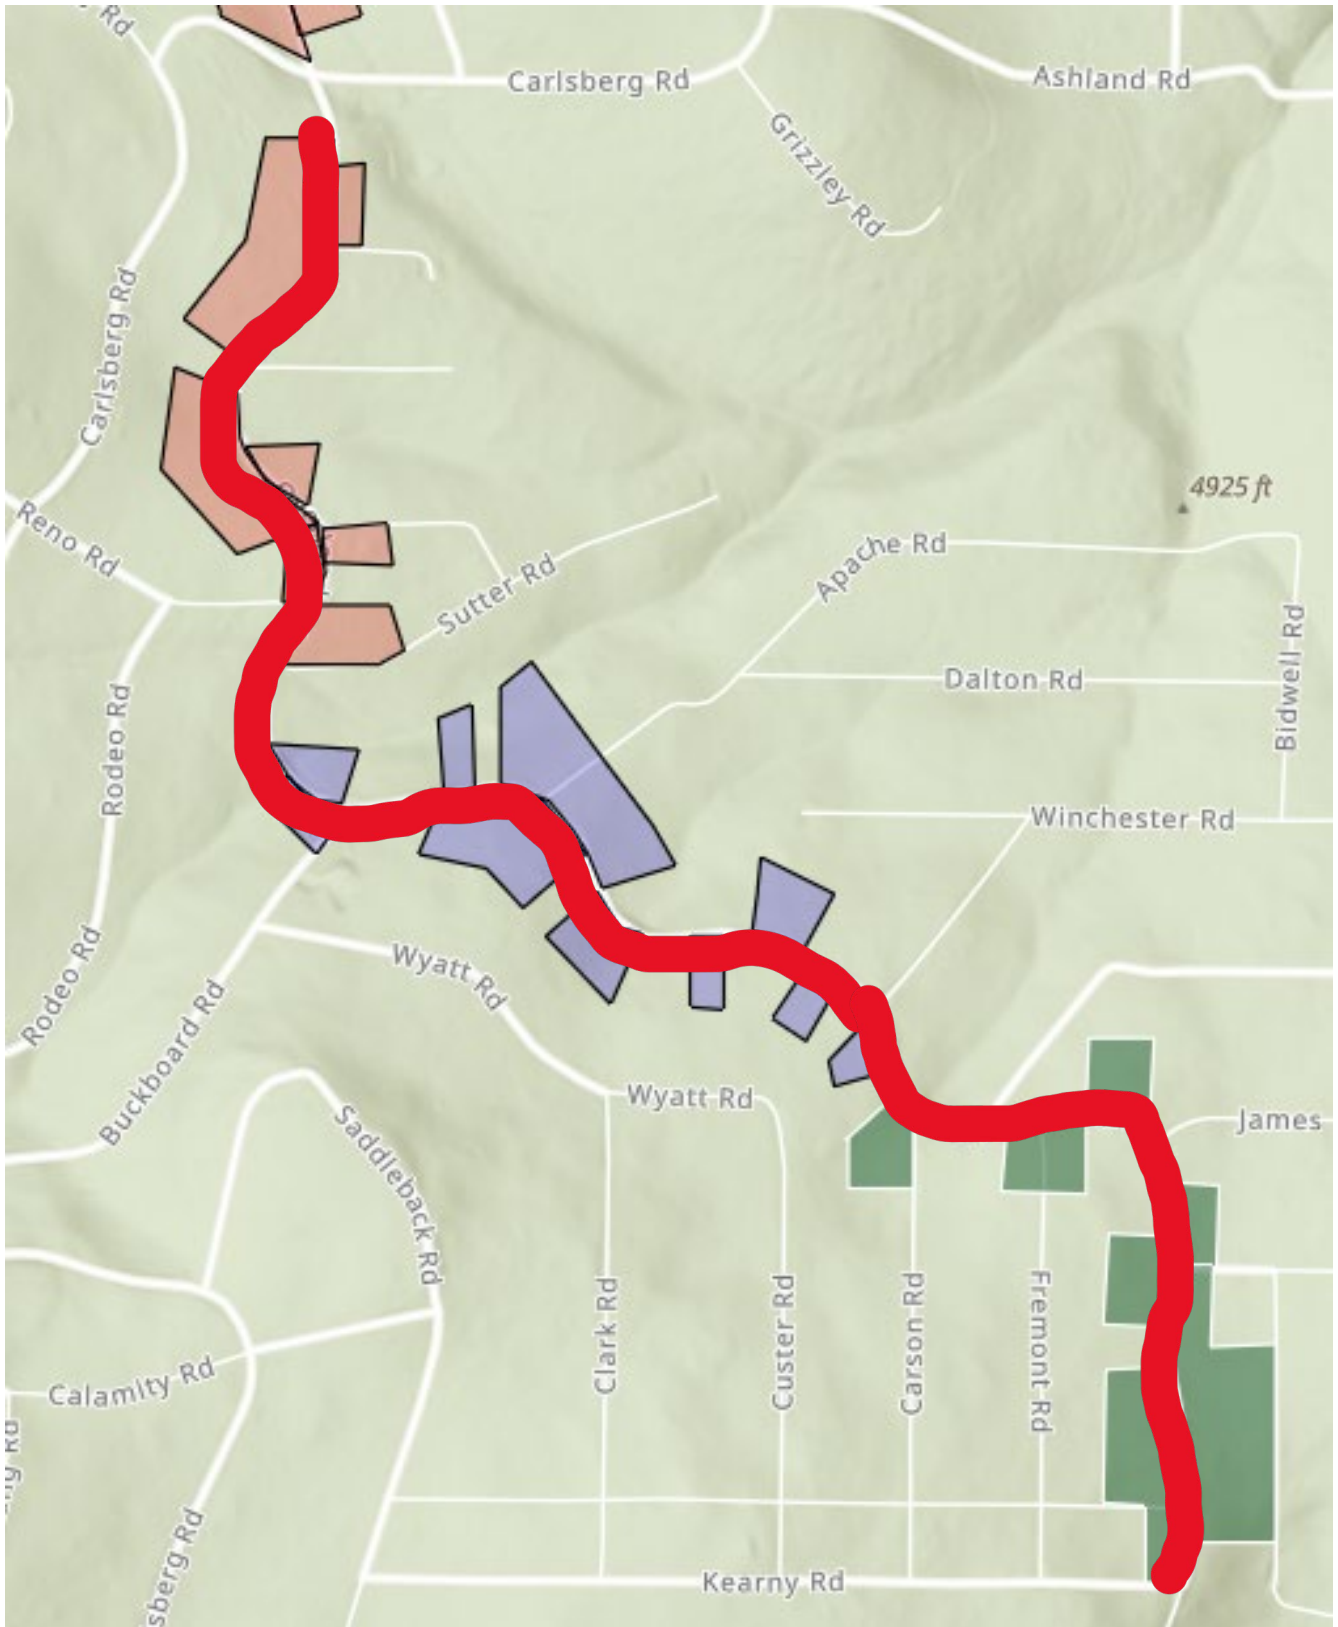 Rd
Carlsberg Rd
Ashland Rd
Grizzley Rd
Carlsberg Rd
4925 ft
Reno Rd
Apache Rd
Sutter Rd
Bidwell Rd
Dalton Rd
Rodeo Rd
Winchester Rd
Rodeo Rd
Wyatt Rd
Buckboard Rd
Wyatt Rd
James
Saddleback Rd
Clark Rd
Custer Rd
Carson Rd
Fremont Rd
Calamity Rd
ng Rd
sberg Rd
Kearny Rd